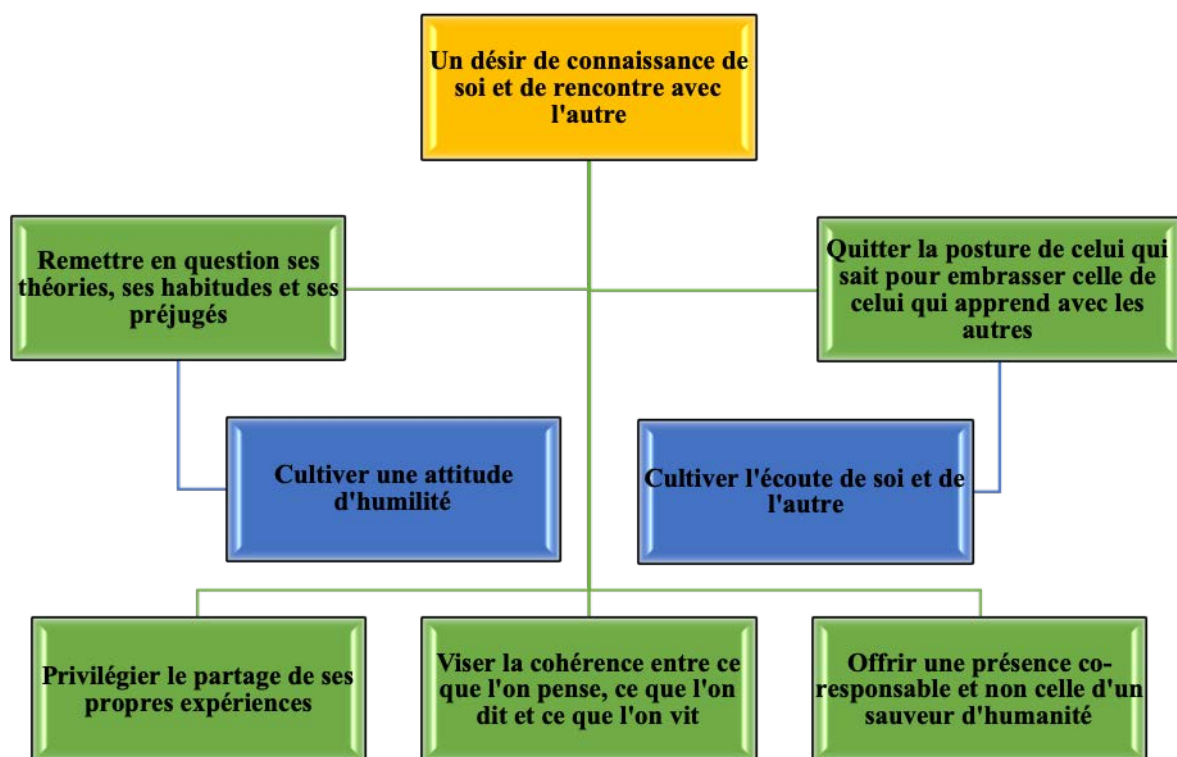 Un désir de connaissance de
soi et de rencontre avec
l'autre
Remettre en question ses
théories, ses habitudes et ses
préjugés
Quitter la posture de celui qui
sait pour embrasser celle de
celui qui apprend avec les
autres
Cultiver une attitude
d'humilité
Cultiver l'écoute de soi et de
l'autre
Privilégier le partage de ses
propres expériences
Viser la cohérence entre ce
que l'on pense, ce que l'on
dit et ce que l'on vit
Offrir une présence co-
responsable et non celle d'un
sauveur d'humanité